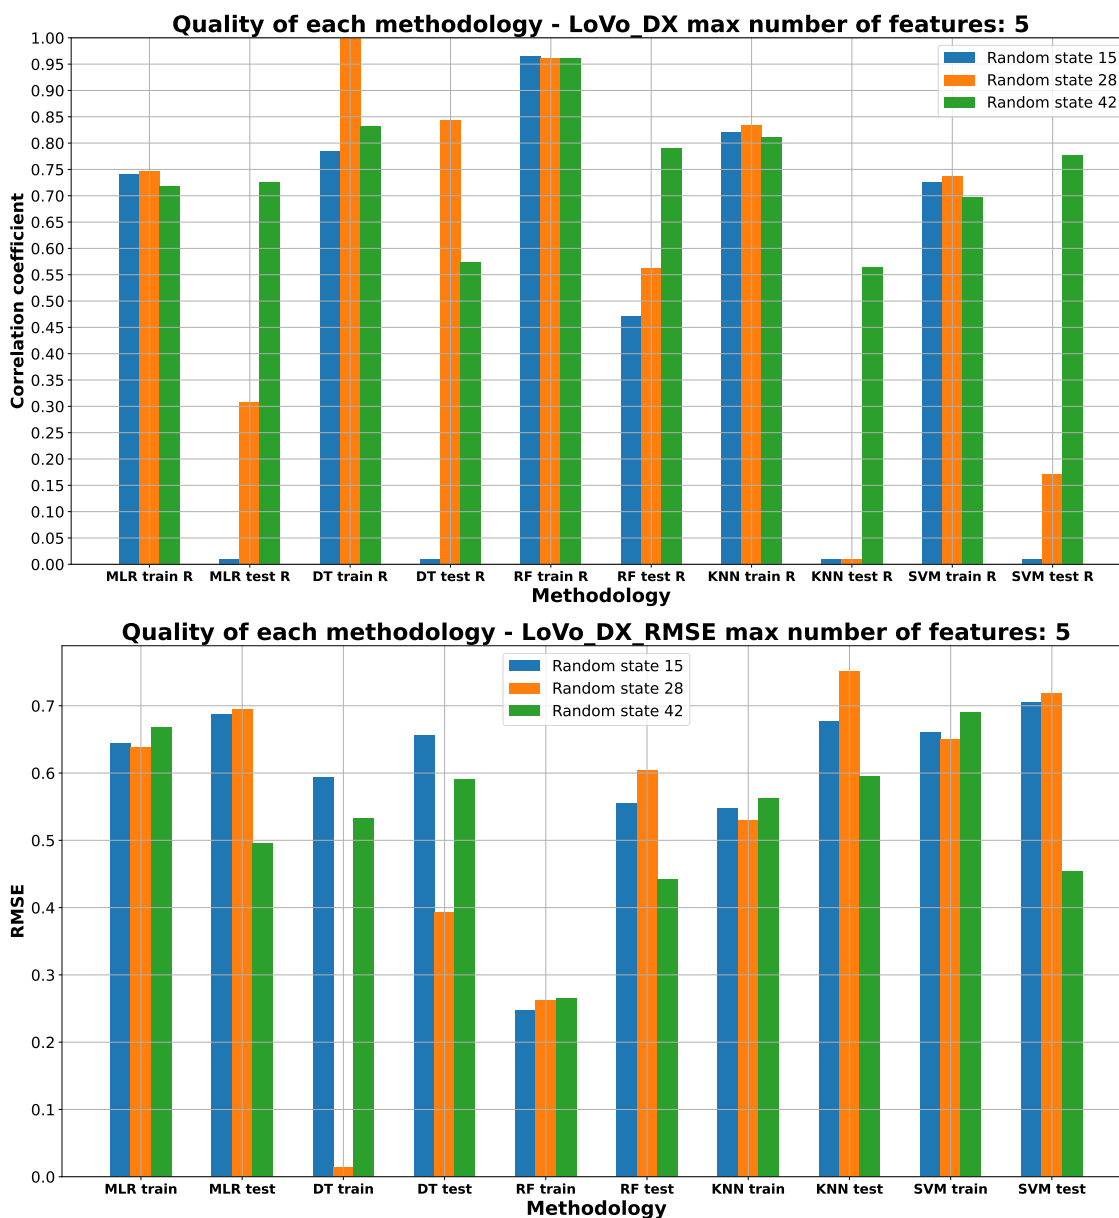 Quality of each methodology - LoVo_DX max number of features: 5
1.00
0.95
0.90
0.85
0.80
0.75
0.70
0.65
0.60
0.55
0.50
0.45
0.40
0.35
0.30
0.25
0.20
0.15
0.10
0.05
0.00
Correlation coefficient
Random state 15
Random state 28
Random state 42
MLR train R MLR test R DT train R DT test R RF train R RF test R KNN train R KNN test R SVM train R SVM test R
Methodology
Quality of each methodology - LoVo_DX_RMSE max number of features: 5
0.7
0.6
0.5
0.4
0.3
0.2
0.1
0.0
RMSE
Random state 15
Random state 28
Random state 42
MLR train MLR test DT train DT test RF train RF test KNN train KNN test SVM train SVM test
Methodology